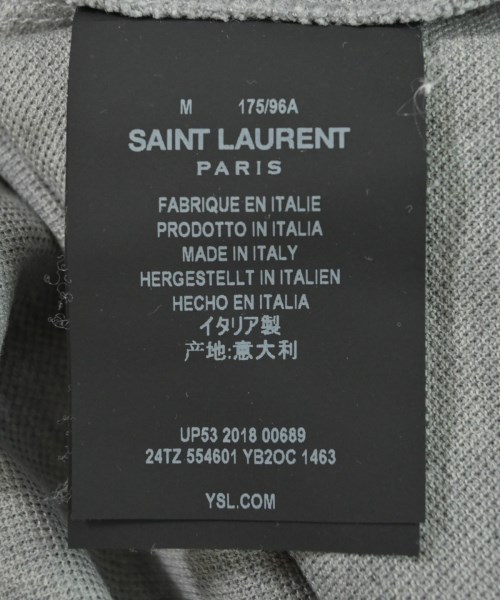 M 175/96A
SAINT LAURENT
PARIS
FABRIQUE EN ITALIE
PRODOTTO IN ITALIA
MADE IN ITALY
HERGESTELLT IN ITALIEN
HECHO EN ITALIA
イタリア製
产地:意大利
UP53 2018 00689
24TZ 554601 YB2OC 1463
YSL.COM